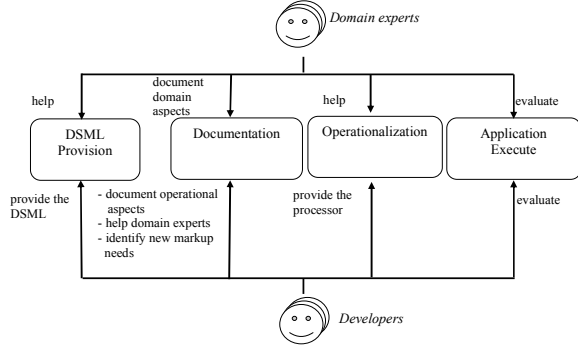 Domain experts
document
domain
aspects
help
help
evaluate
DSML
Provision
Documentation
Operationalization
Application
Execute
provide the
DSML
- document operational
aspects
- help domain experts
- identify new markup
needs
provide the
processor
evaluate
Developers